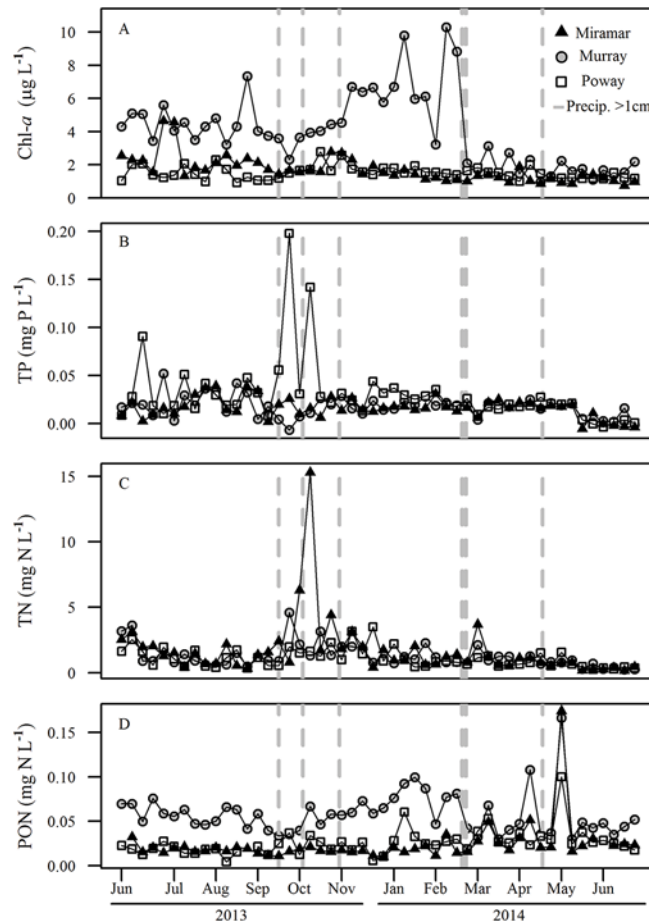 A
Chl-a (µg L-1)
10
8
6
4
2
0
Miramar
Murray
Poway
Precip. >1cm
B
TP (mg P L-1)
0.20
0.15
0.10
0.05
0.00
C
TN (mg N L-1)
15
10
5
0
D
PON (mg N L-1)
0.15
0.10
0.05
0.00
Jun Jul Aug Sep Oct Nov Jan Feb Mar Apr May Jun
2013 2014